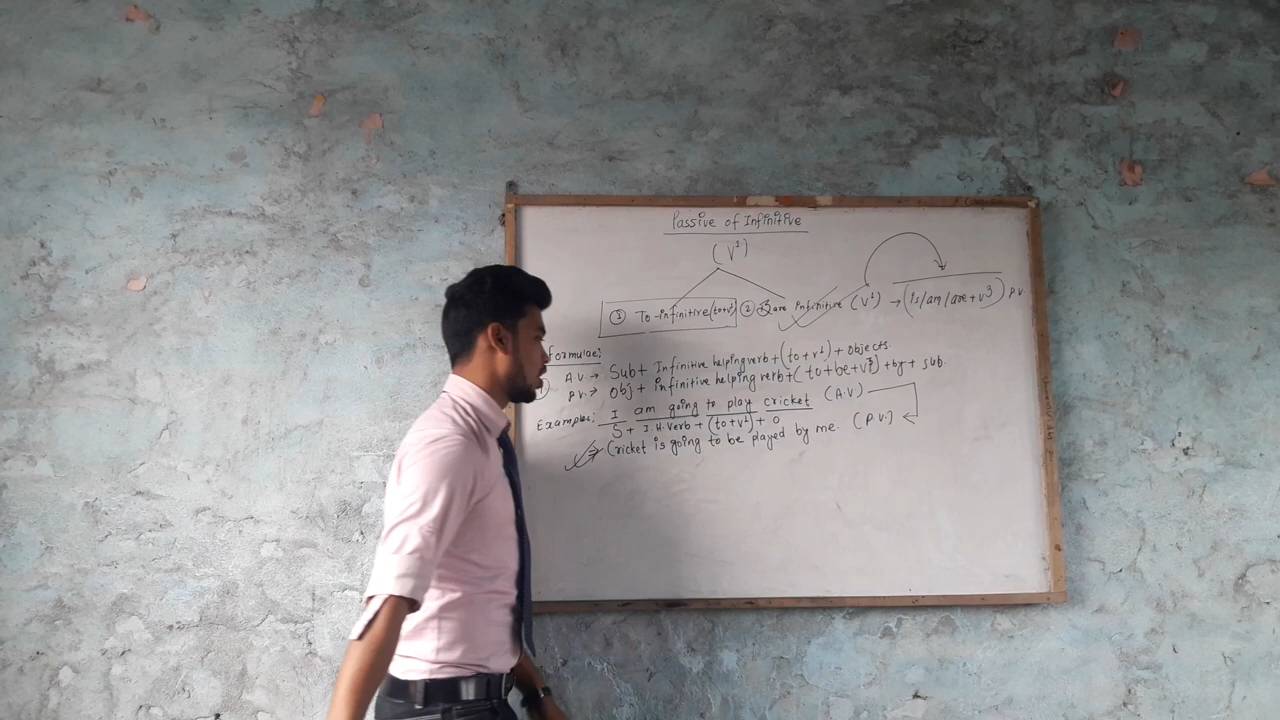 Passive of Infinitive
(V¹)
① To-infinitive (to+v¹) ② Bare Infinitive (V¹) → (is/am/are+v³) P.V
Formulae:
① A.V.→ Sub+ Infinitive helping verb + (to+v¹) + objects.
P.V.→ Obj + infinitive helping verb + (to+be+v³) + by + sub.
Examples: I am going to play cricket (A.V)
S + I.H.Verb + (to+v¹) + O
⇒ Cricket is going to be played by me. (P.V.)